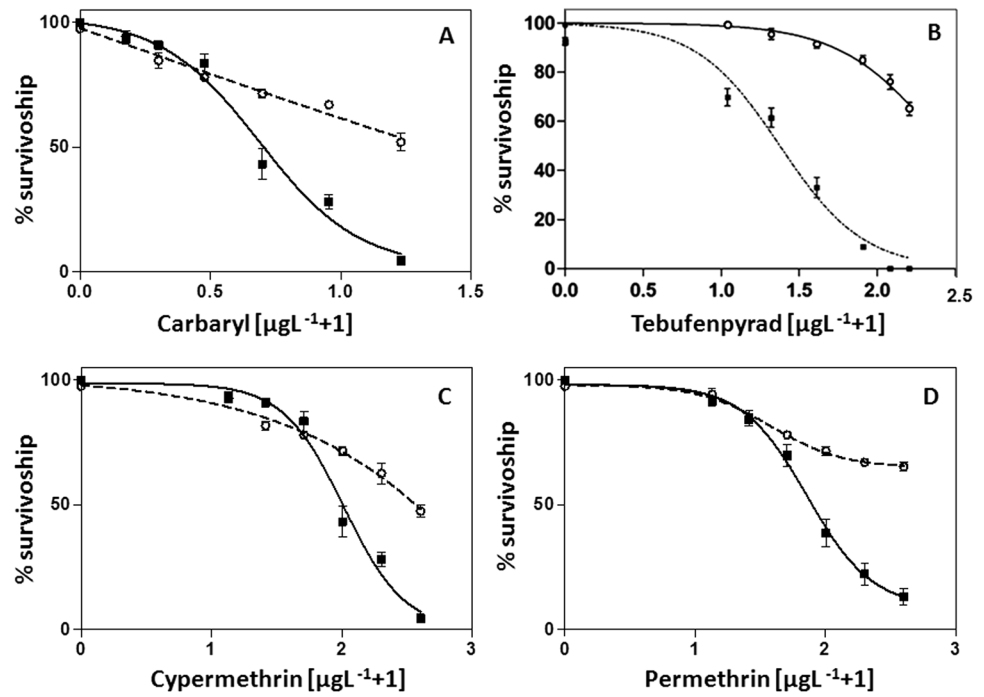 A
% survivoship
100
50
0
0.0 0.5 1.0 1.5
Carbaryl [µgL-1+1]
B
% survivoship
100
80
60
40
20
0
0.0 0.5 1.0 1.5 2.0 2.5
Tebufenpyrad [µgL-1+1]
C
% survivoship
100
50
0
0 1 2 3
Cypermethrin [µgL-1+1]
D
% survivoship
100
50
0
0 1 2 3
Permethrin [µgL-1+1]